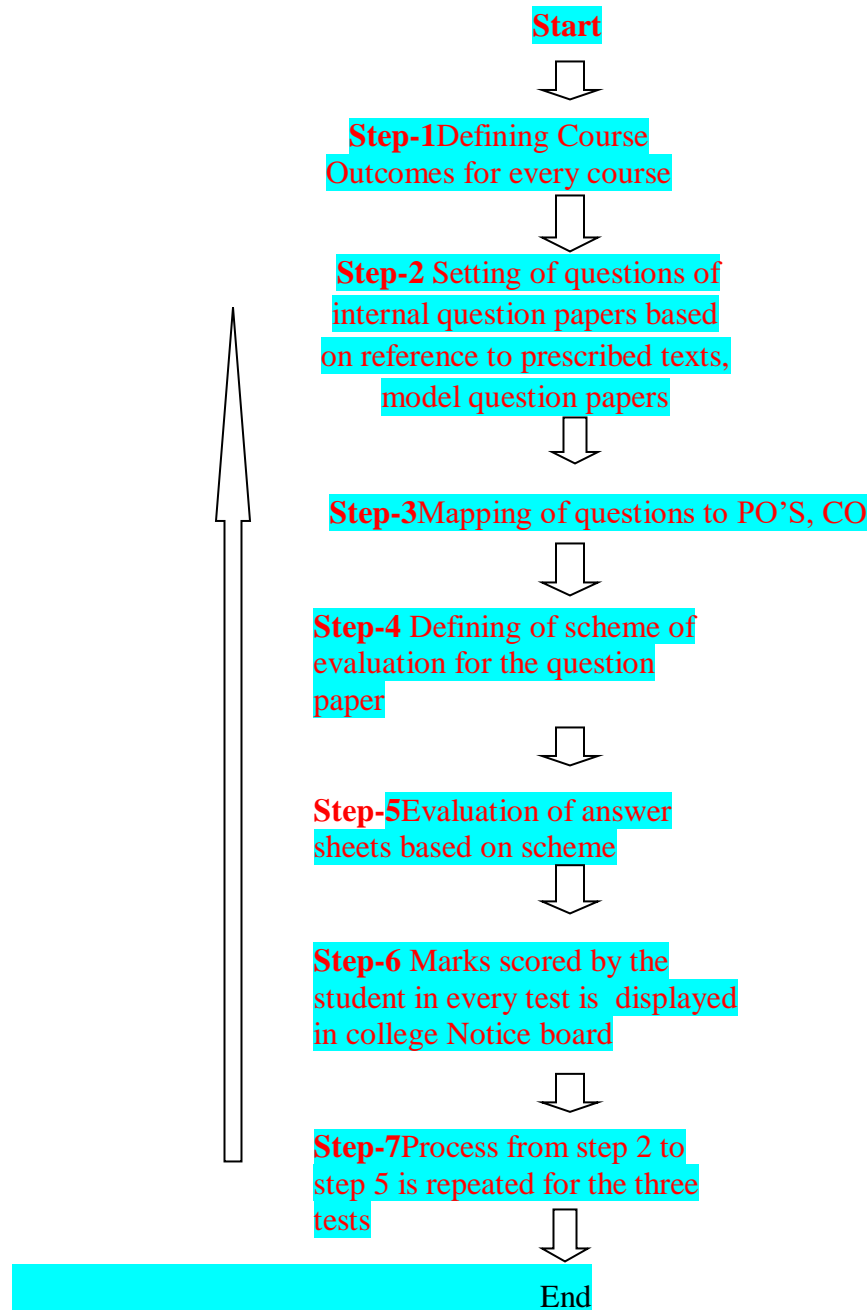 Start
Step-1Defining Course
Outcomes for every course
Step-2 Setting of questions of
internal question papers based
on reference to prescribed texts,
model question papers
Step-3Mapping of questions to PO’S, CO
Step-4 Defining of scheme of
evaluation for the question
paper
Step-5Evaluation of answer
sheets based on scheme
Step-6 Marks scored by the
student in every test is  displayed
in college Notice board
Step-7Process from step 2 to
step 5 is repeated for the three
tests
End